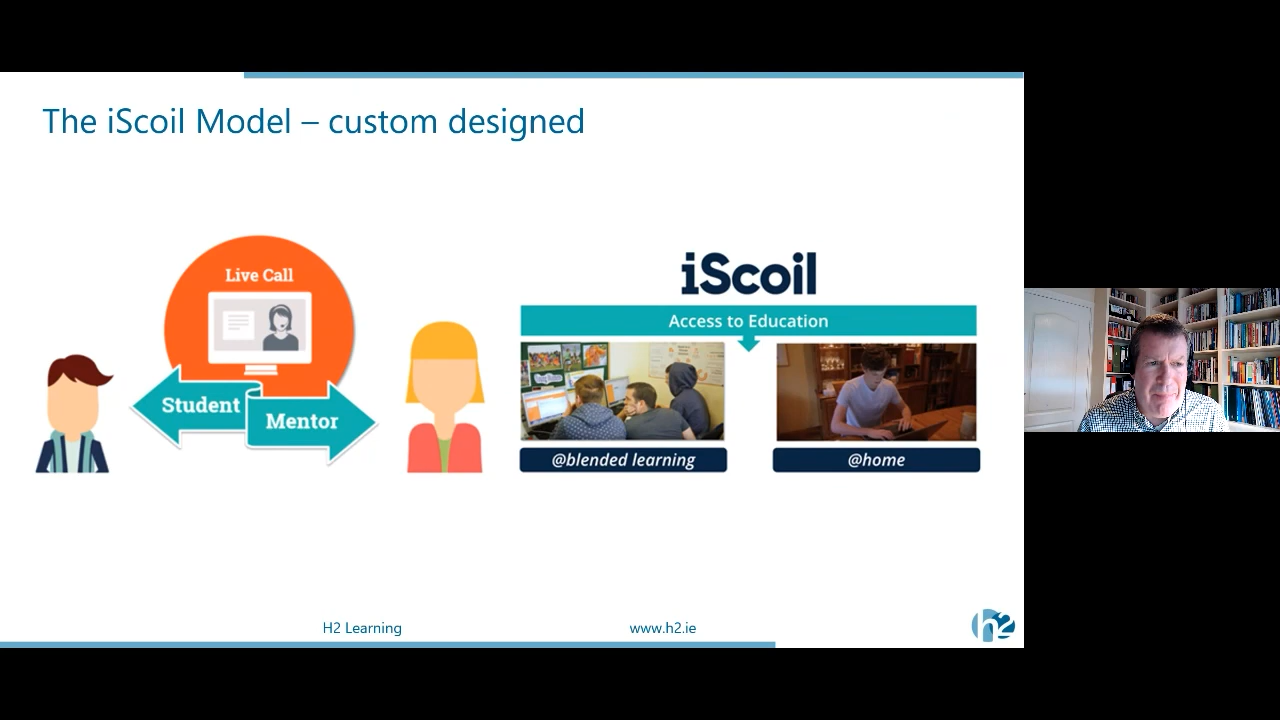 The iScoil Model – custom designed
Live Call
Student
Mentor
iScoil
Access to Education
@blended learning
@home
H2 Learning
www.h2.ie
h2